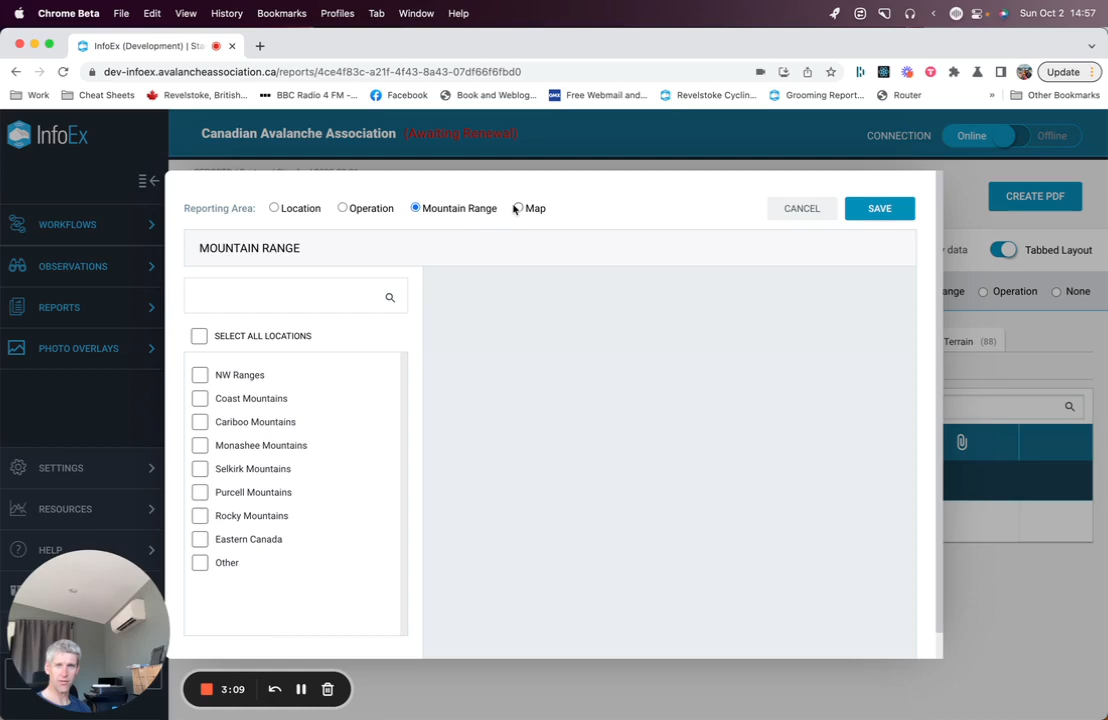 Chrome Beta File Edit View History Bookmarks Profiles Tab Window Help Sun Oct 2 14:57
InfoEx (Development) | Sta
dev-infoex.avalancheassociation.ca/reports/4ce4f83c-a21f-4f43-8a43-07df66f6fbd0 Update
Work Cheat Sheets Revelstoke, British... BBC Radio 4 FM -... Facebook Book and Weblog... Free Webmail and... Revelstoke Cyclin... Grooming Report... Router » Other Bookmarks
InfoEx Canadian Avalanche Association (Awaiting Renewal) CONNECTION Online Offline
Reporting Area: Location Operation Mountain Range Map CANCEL SAVE CREATE PDF
WORKFLOWS
MOUNTAIN RANGE y data Tabbed Layout
OBSERVATIONS
nge Operation None
REPORTS
SELECT ALL LOCATIONS Terrain (88)
PHOTO OVERLAYS
NW Ranges
Coast Mountains
Cariboo Mountains
Monashee Mountains
SETTINGS Selkirk Mountains
Purcell Mountains
RESOURCES Rocky Mountains
Eastern Canada
HELP
Other
3:09